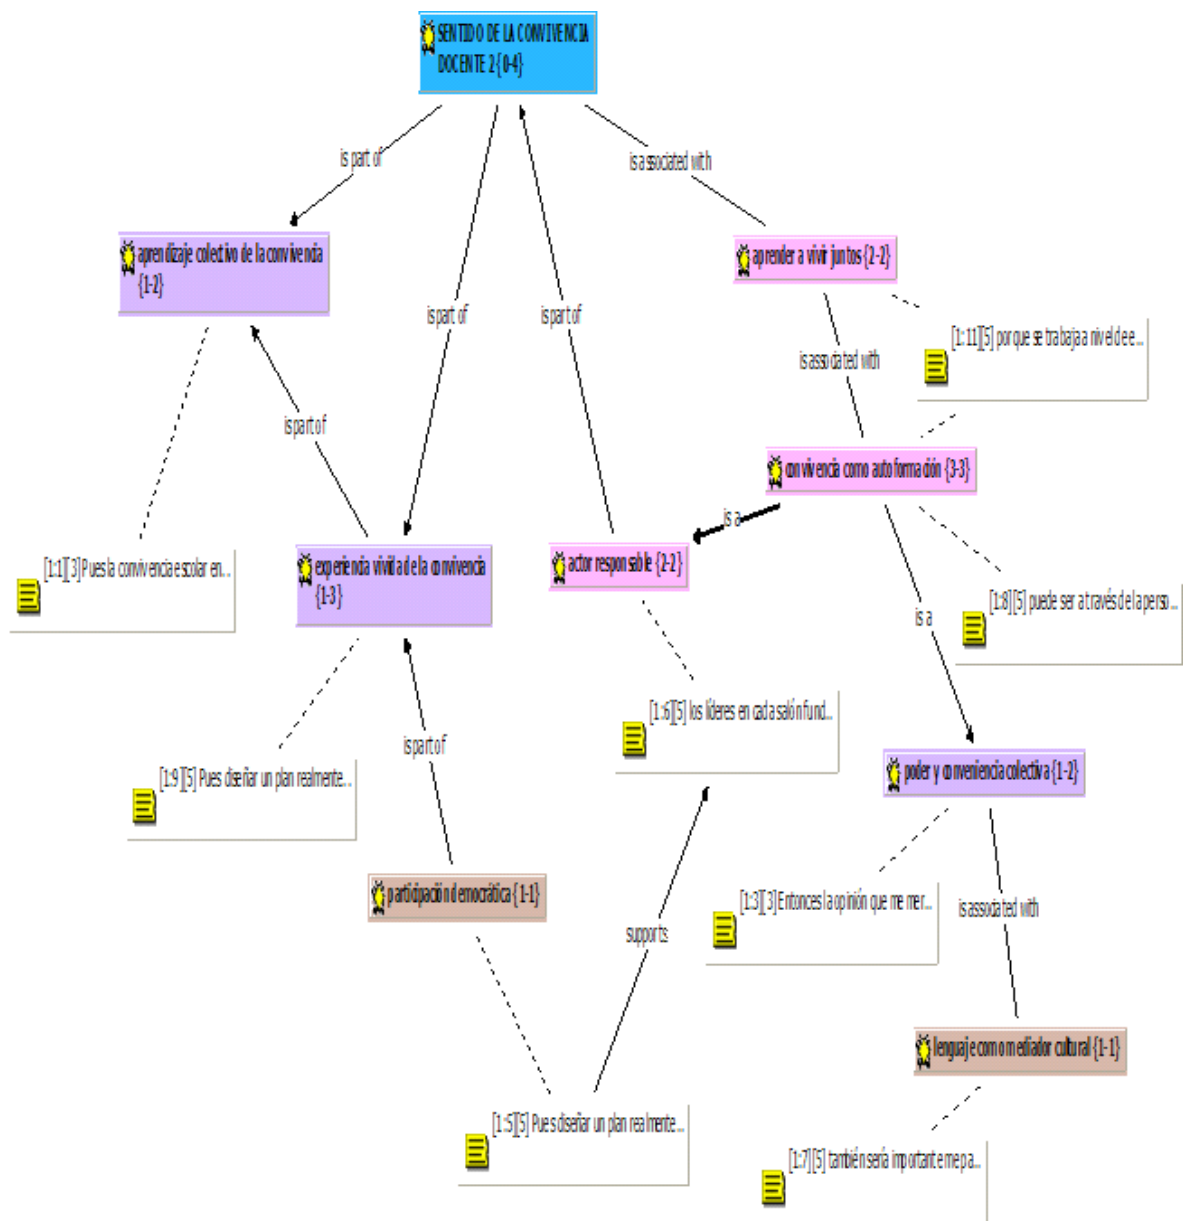 SENTIDO DE LA CONVIVENCIA
DOCENTE 2{0-4}
is part of
is associated with
aprendizaje colectivo de la convivencia
{1-2}
aprender a vivir juntos {2-2}
is part of
is part of
[1:11][5] porque se trabaja a nivel de e...
is associated with
is part of
convivencia como auto formación {3-3}
is a
[1:1][3] Pues la convivencia escolar en...
experiencia vivida de la convivencia
{1-3}
actor responsable {2-2}
[1:8][5] puede ser a través de la perso...
is a
[1:6][5] los líderes en cada salón fund...
is part of
poder y conveniencia colectiva {1-2}
[1:9][5] Pues diseñar un plan realmente...
participación democrática {1-1}
[1:3][3] Entonces la opinión que me mer...
is associated with
supports
lenguaje como mediador cultural {1-1}
[1:5][5] Pues diseñar un plan realmente...
[1:7][5] también sería importante me pa...